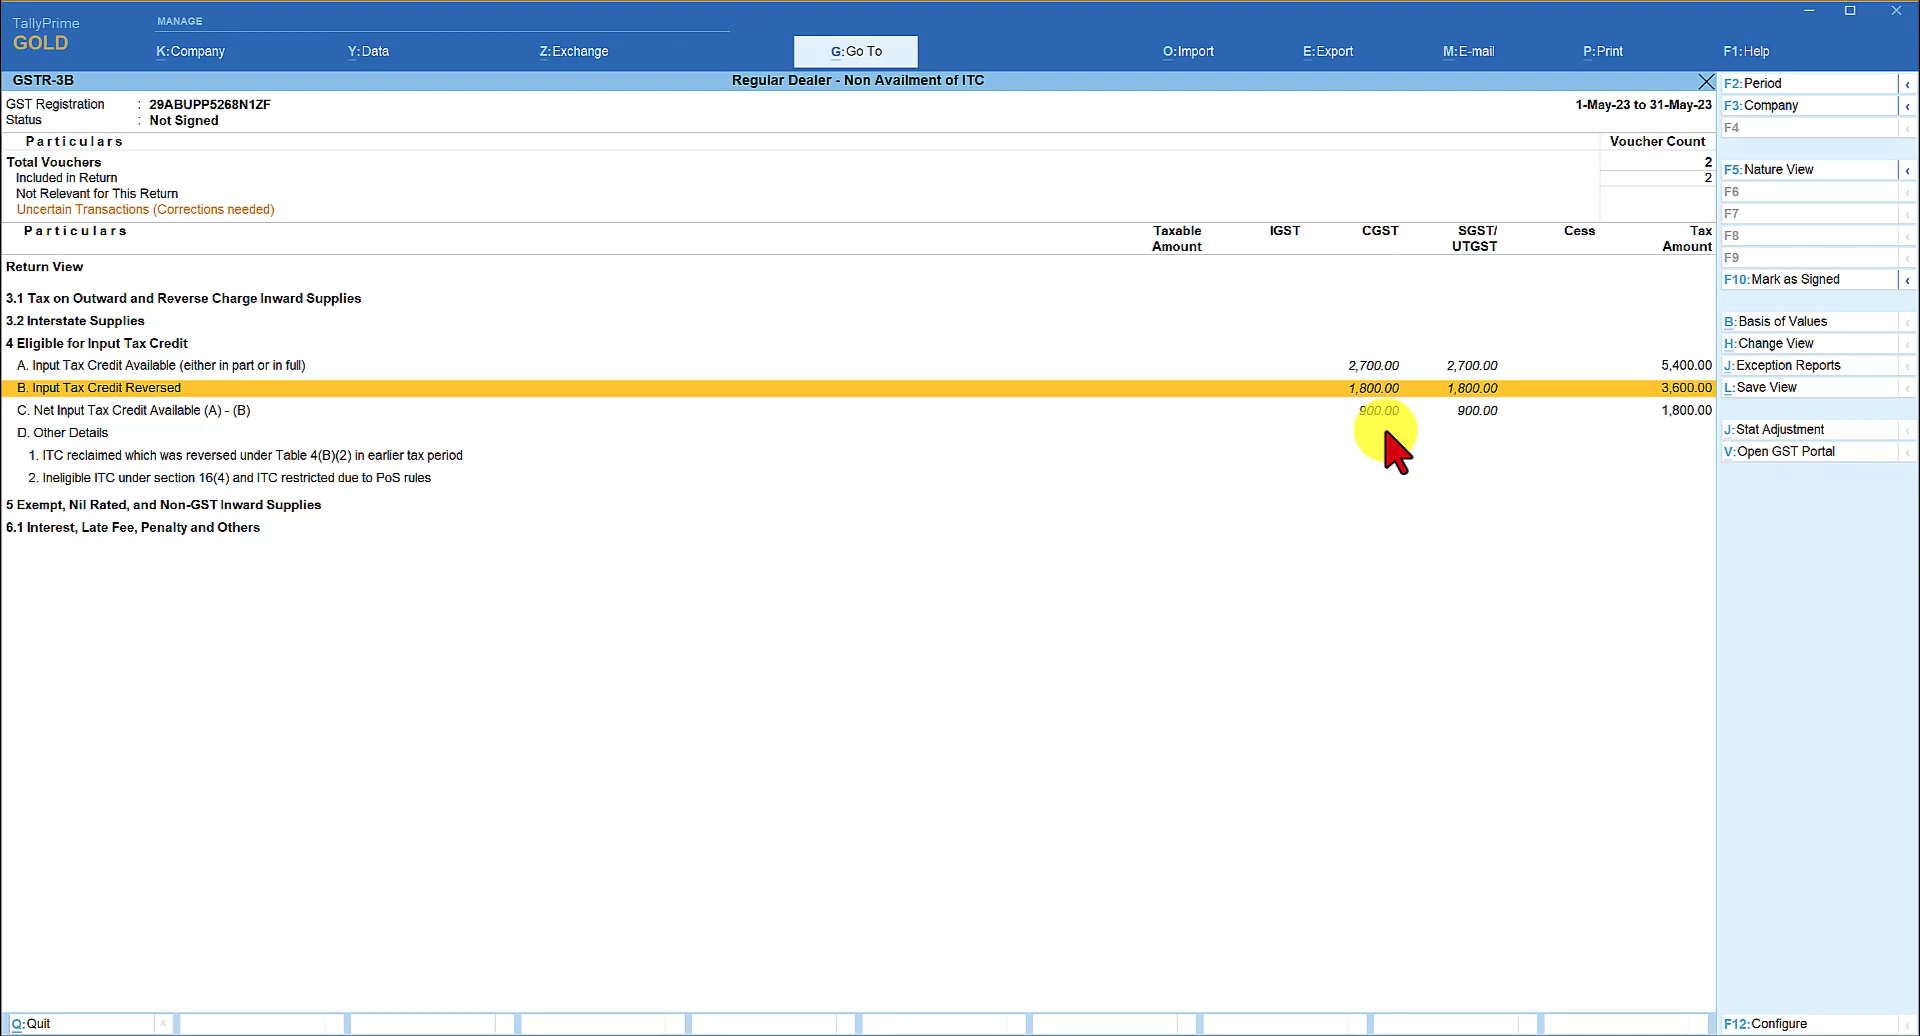 TallyPrime
GOLD
MANAGE
K:Company
Y:Data
Z:Exchange
G:Go To
O:Import
E:Export
M:E-mail
P:Print
F1:Help
GSTR-3B
Regular Dealer - Non Availment of ITC
GST Registration : 29ABUPP5268N1ZF
1-May-23 to 31-May-23
Status : Not Signed
Particulars Voucher Count
Total Vouchers 2
Included in Return 2
Not Relevant for This Return
Uncertain Transactions (Corrections needed)
Particulars Taxable Amount IGST CGST SGST/ UTGST Cess Tax Amount
Return View
3.1 Tax on Outward and Reverse Charge Inward Supplies
3.2 Interstate Supplies
4 Eligible for Input Tax Credit
A. Input Tax Credit Available (either in part or in full) 2,700.00 2,700.00 5,400.00
B. Input Tax Credit Reversed 1,800.00 1,800.00 3,600.00
C. Net Input Tax Credit Available (A) - (B) 900.00 900.00 1,800.00
D. Other Details
1. ITC reclaimed which was reversed under Table 4(B)(2) in earlier tax period
2. Ineligible ITC under section 16(4) and ITC restricted due to PoS rules
5 Exempt, Nil Rated, and Non-GST Inward Supplies
6.1 Interest, Late Fee, Penalty and Others
F2:Period
F3:Company
F4
F5:Nature View
F6
F7
F8
F9
F10:Mark as Signed
B:Basis of Values
H:Change View
J:Exception Reports
L:Save View
J:Stat Adjustment
V:Open GST Portal
Q:Quit
F12:Configure